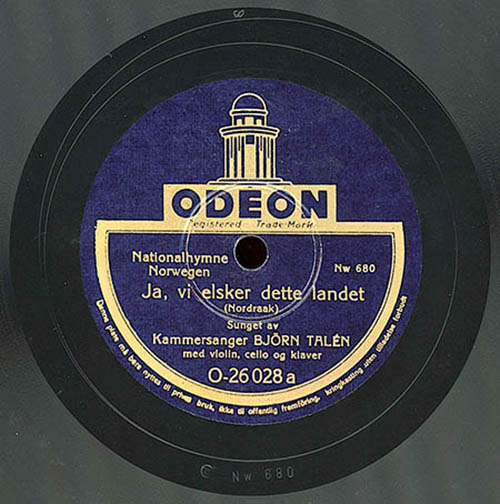 ODEON
Registered Trade-Mark
Nationalhymne
Norwegen
Nw 680
Ja, vi elsker dette landet
(Nordraak)
Sunget av
Kammersanger BJÖRN TALÉN
med violin, cello og klaver
O-26028a
Denne plate må bare nyttes til privat bruk, ikke til offentlig fremføring, kringkasting uten tillatelse forbudt
Nw 680